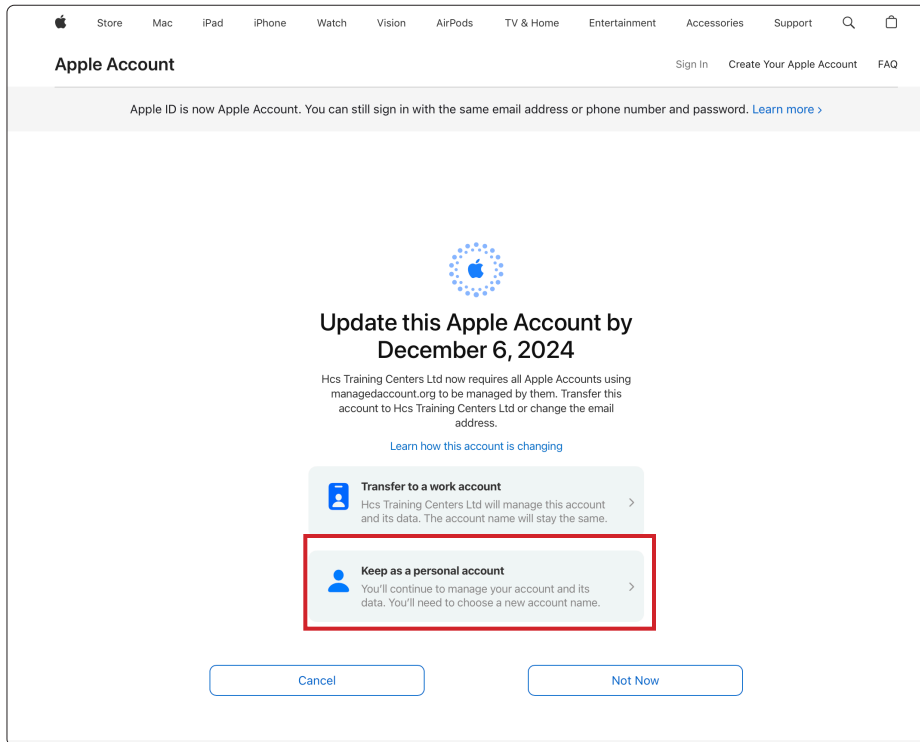 Store Mac iPad iPhone Watch Vision AirPods TV & Home Entertainment Accessories Support
Apple Account
Sign In Create Your Apple Account FAQ
Apple ID is now Apple Account. You can still sign in with the same email address or phone number and password. Learn more >
Update this Apple Account by
December 6, 2024
Hcs Training Centers Ltd now requires all Apple Accounts using
managedaccount.org to be managed by them. Transfer this
account to Hcs Training Centers Ltd or change the email
address.
Learn how this account is changing
Transfer to a work account
Hcs Training Centers Ltd will manage this account
and its data. The account name will stay the same.
Keep as a personal account
You'll continue to manage your account and its
data. You'll need to choose a new account name.
Cancel Not Now